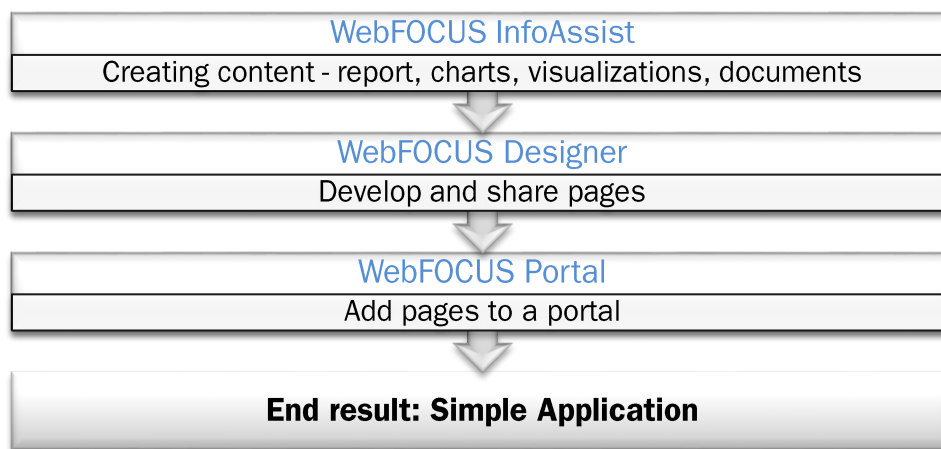 WebFOCUS InfoAssist
Creating content - report, charts, visualizations, documents
WebFOCUS Designer
Develop and share pages
WebFOCUS Portal
Add pages to a portal
End result: Simple Application